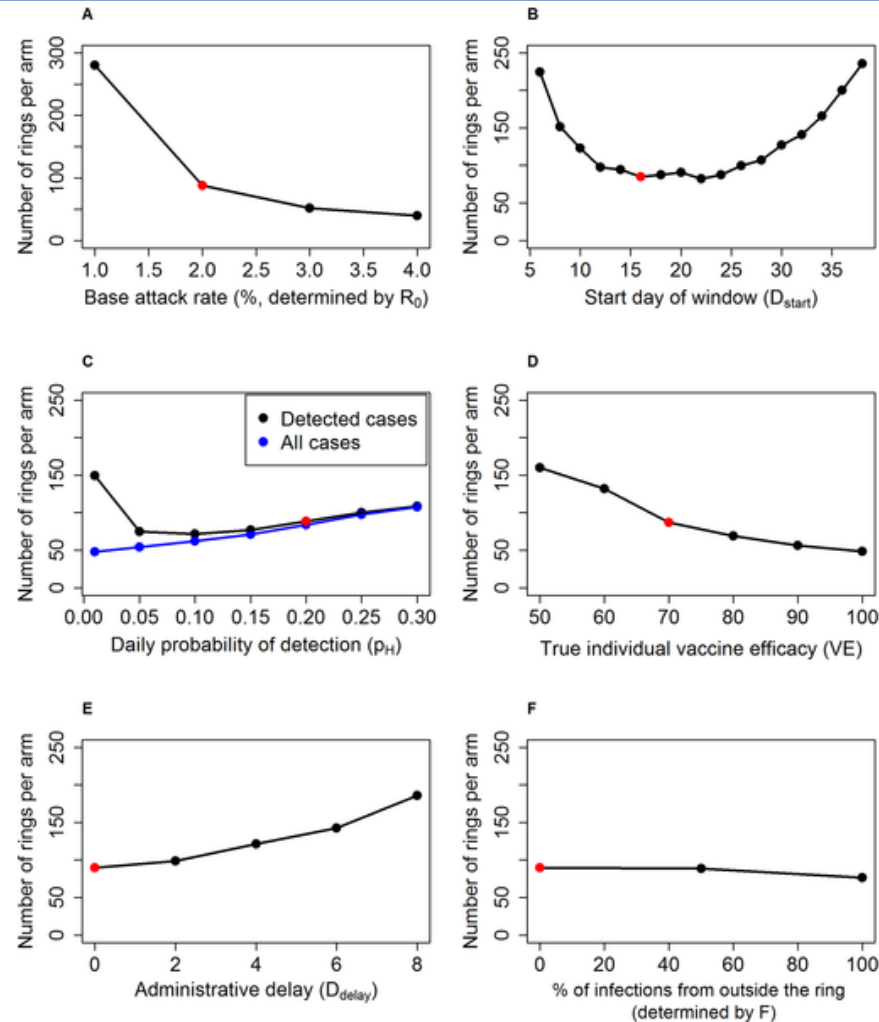 A
Number of rings per arm
300
200
100
50
0
1.0 1.5 2.0 2.5 3.0 3.5 4.0
Base attack rate (%, determined by R₀)
B
Number of rings per arm
250
150
50
0
5 10 15 20 25 30 35
Start day of window (Dstart)
C
Number of rings per arm
250
150
50
0
Detected cases
All cases
0.00 0.05 0.10 0.15 0.20 0.25 0.30
Daily probability of detection (pH)
D
Number of rings per arm
250
150
50
0
50 60 70 80 90 100
True individual vaccine efficacy (VE)
E
Number of rings per arm
250
150
50
0
0 2 4 6 8
Administrative delay (Ddelay)
F
Number of rings per arm
250
150
50
0
0 20 40 60 80 100
% of infections from outside the ring
(determined by F)